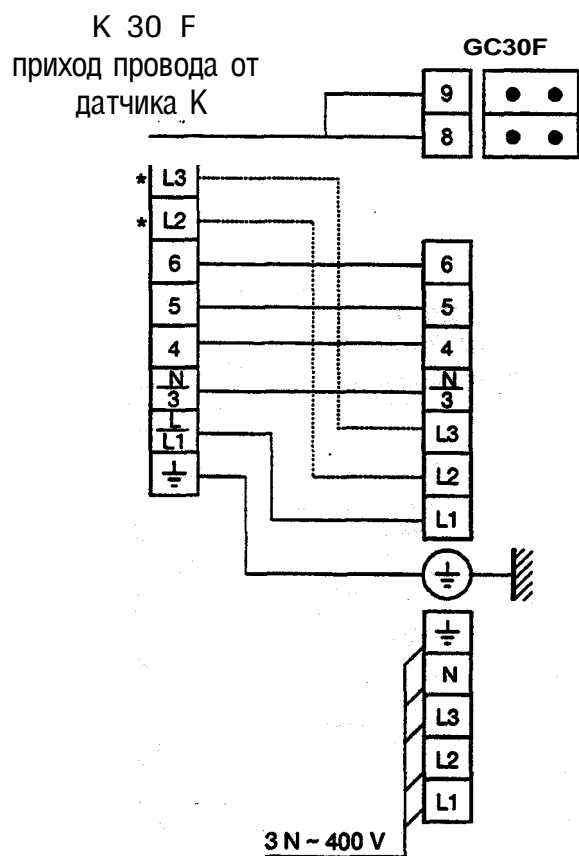 K 30 F
приход провода от
датчика K
GC30F
9
8
* L3
* L2
6
5
4
N
3
L
L1
6
5
4
N
3
L3
L2
L1
N
L3
L2
L1
3 N ~ 400 V